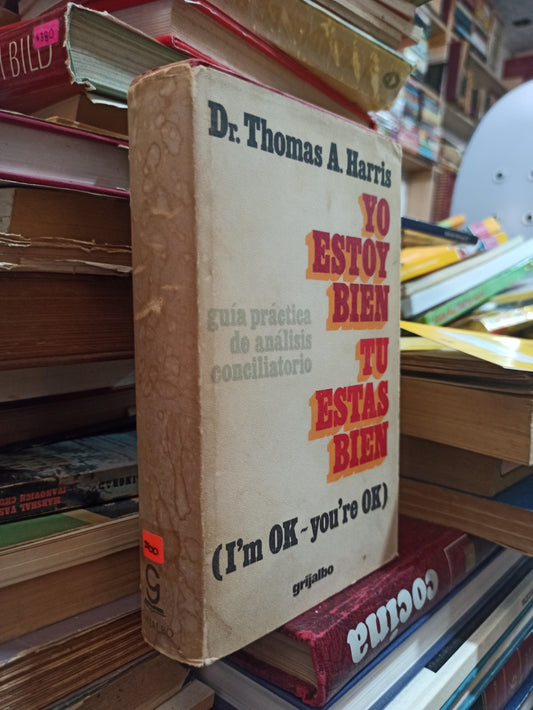 Dr. Thomas A. Harris
YO
ESTOY
BIEN
TU
ESTAS
BIEN
guía práctica
de análisis
conciliatorio
(I'm OK - you're OK)
grijalbo
BILD
cocina
MARSHAL